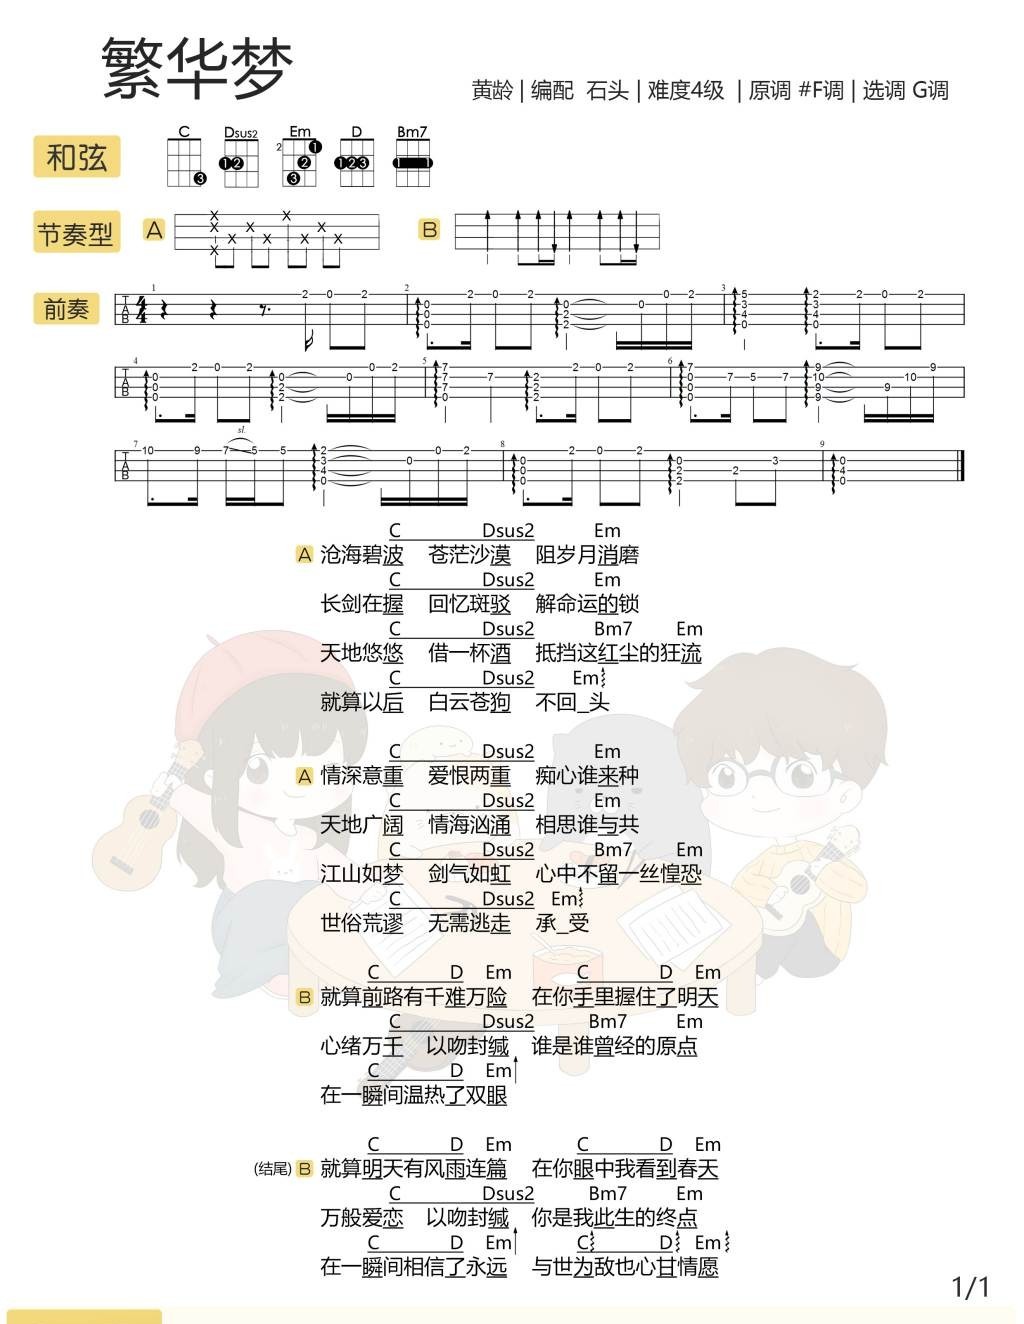 繁华梦
黄龄 | 编配 石头 | 难度4级 | 原调 #F调 | 选调 G调
和弦 C Dsus2 Em D Bm7
2 1 1 2 2 1 2 3 1
3 3
节奏型 A B
前奏
C Dsus2 Em
A 沧海碧波 苍茫沙漠 阻岁月消磨
C Dsus2 Em
长剑在握 回忆斑驳 解命运的锁
C Dsus2 Bm7 Em
天地悠悠 借一杯酒 抵挡这红尘的狂流
C Dsus2 Em
就算以后 白云苍狗 不回_头
C Dsus2 Em
A 情深意重 爱恨两重 痴心谁来种
C Dsus2 Em
天地广阔 情海汹涌 相思谁与共
C Dsus2 Bm7 Em
江山如梦 剑气如虹 心中不留一丝惶恐
C Dsus2 Em
世俗荒谬 无需逃走 承_受
C D Em C D Em
B 就算前路有千难万险 在你手里握住了明天
C Dsus2 Bm7 Em
心绪万千 以吻封缄 谁是谁曾经的原点
C D Em
在一瞬间温热了双眼
C D Em C D Em
(结尾) B 就算明天有风雨连篇 在你眼中我看到春天
C Dsus2 Bm7 Em
万般爱恋 以吻封缄 你是我此生的终点
C D Em C D Em
在一瞬间相信了永远 与世为敌也心甘情愿
1/1